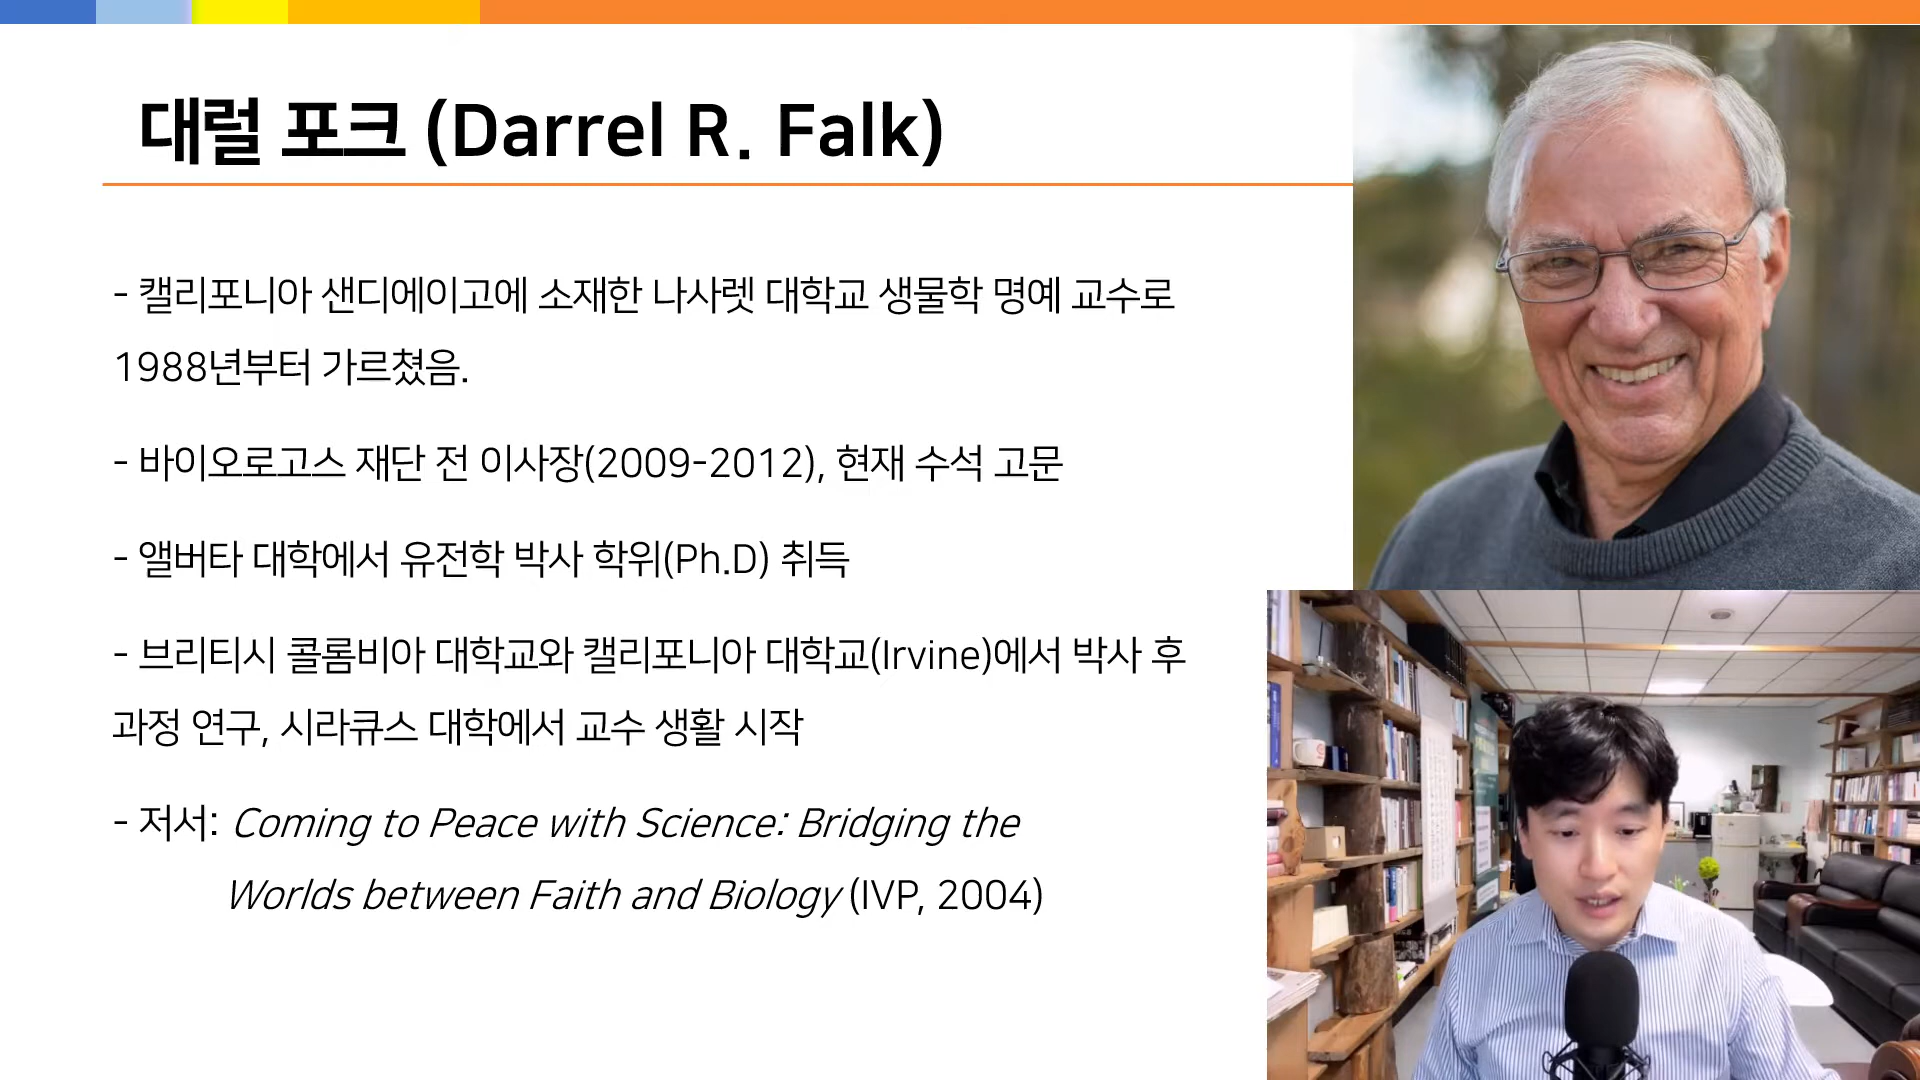 대럴 포크 (Darrel R. Falk)
- 캘리포니아 샌디에이고에 소재한 나사렛 대학교 생물학 명예 교수로
1988년부터 가르쳤음.
- 바이오로고스 재단 전 이사장(2009-2012), 현재 수석 고문
- 앨버타 대학에서 유전학 박사 학위(Ph.D) 취득
- 브리티시 콜롬비아 대학교와 캘리포니아 대학교(Irvine)에서 박사 후
과정 연구, 시라큐스 대학에서 교수 생활 시작
- 저서: Coming to Peace with Science: Bridging the
Worlds between Faith and Biology (IVP, 2004)